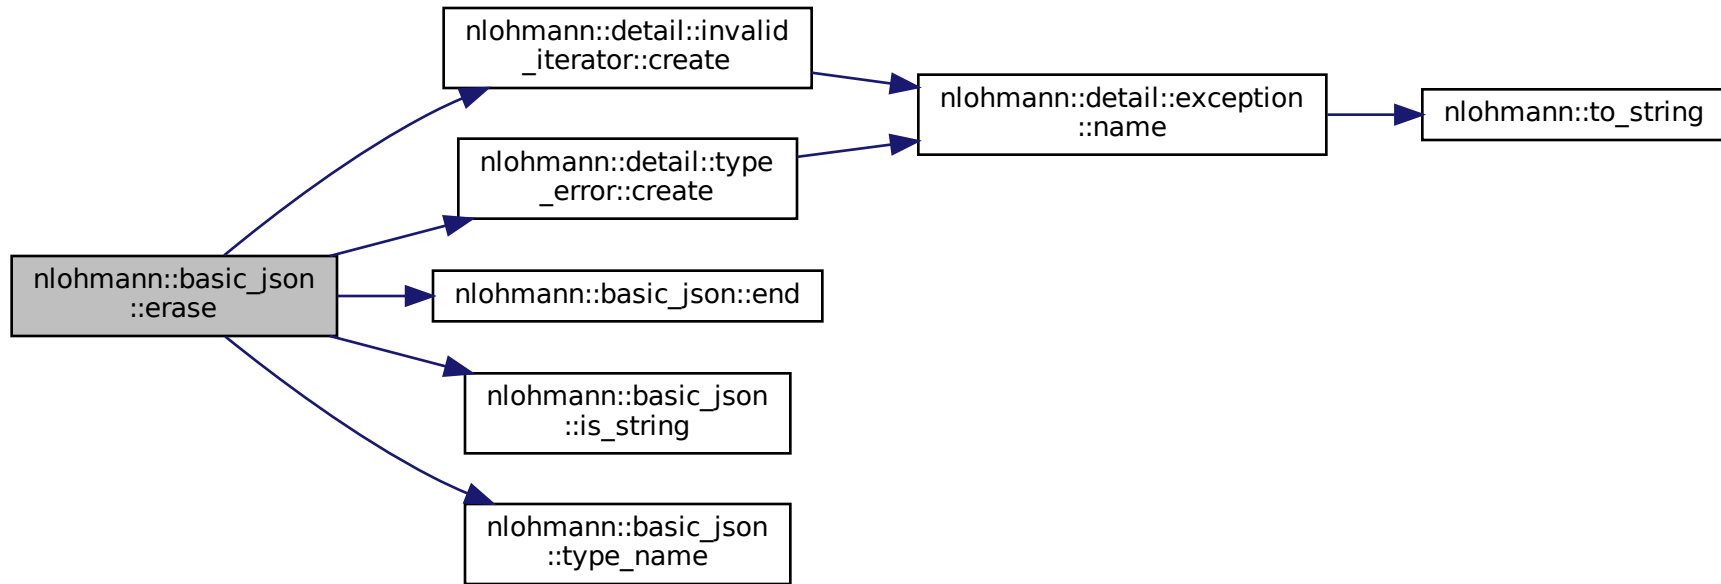 nlohmann::detail::invalid
_iterator::create
nlohmann::detail::exception
::name
nlohmann::to_string
nlohmann::detail::type
_error::create
nlohmann::basic_json
::erase
nlohmann::basic_json::end
nlohmann::basic_json
::is_string
nlohmann::basic_json
::type_name